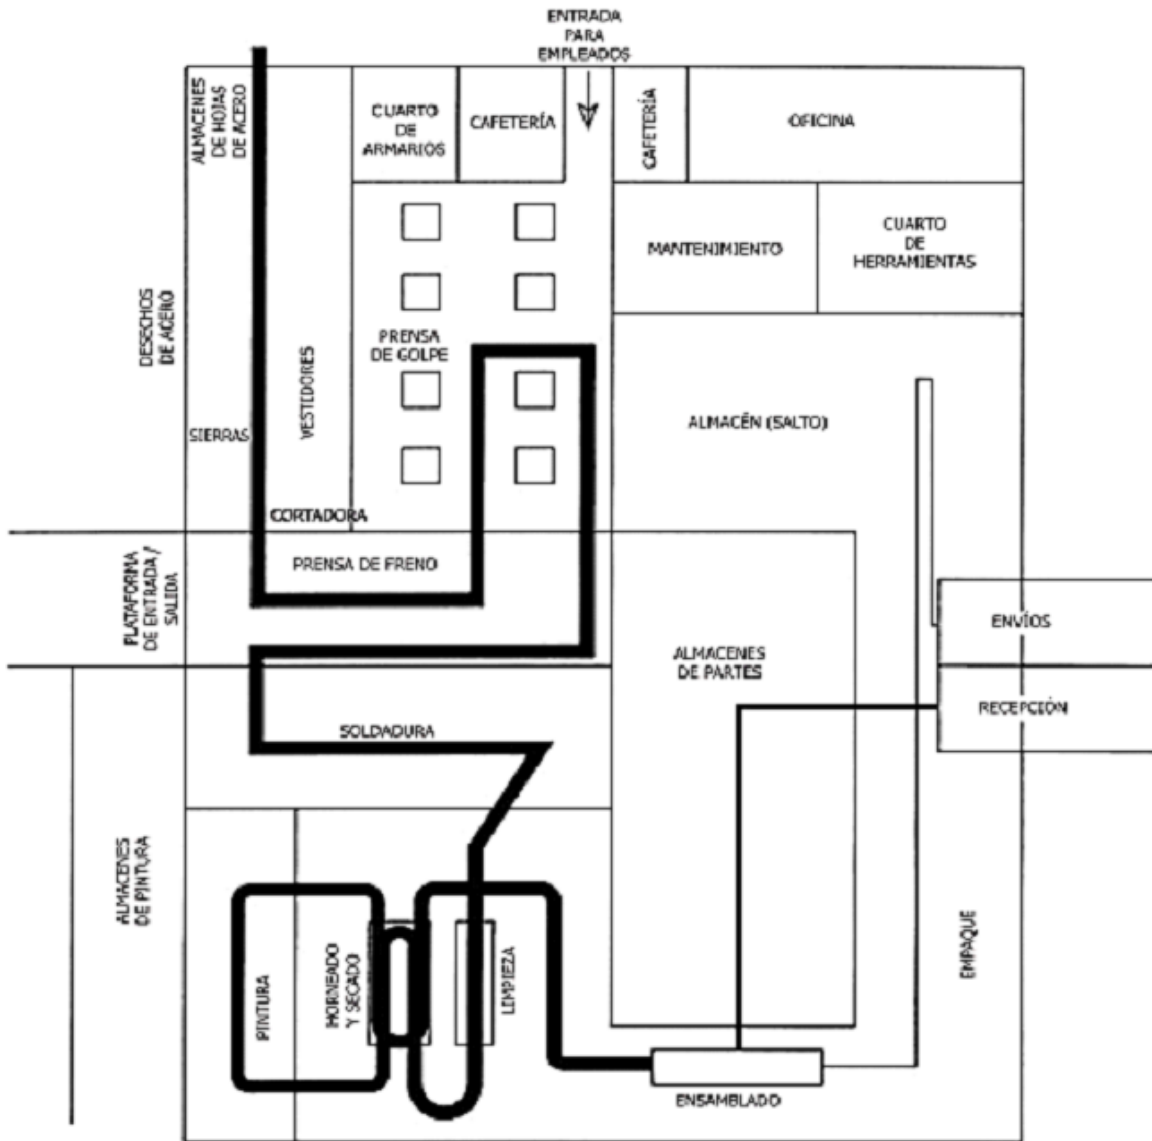 ENTRADA
PARA
EMPLEADOS
ALMACENES
DE HOJAS
DE ACERO
CUARTO
DE
ARMARIOS
CAFETERÍA
CAFETERÍA
OFICINA
MANTENIMIENTO
CUARTO
DE
HERRAMIENTAS
DESECHOS
DE ACERO
VESTIDORES
PRENSA
DE GOLPE
SIERRAS
ALMACÉN (SALTO)
CORTADORA
PRENSA DE FRENO
PLATAFORMA
DE ENTRADA /
SALIDA
ENVÍOS
ALMACENES
DE PARTES
RECEPCIÓN
SOLDADURA
ALMACENES
DE PINTURA
PINTURA
HORNEADO
Y SECADO
LIMPIEZA
EMPAQUE
ENSAMBLADO